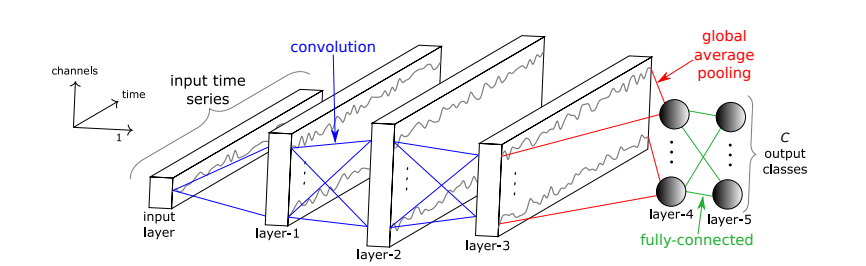 channels
time
1
input time
series
convolution
global
average
pooling
C
output
classes
input
layer
layer-1
layer-2
layer-3
layer-4
layer-5
fully-connected